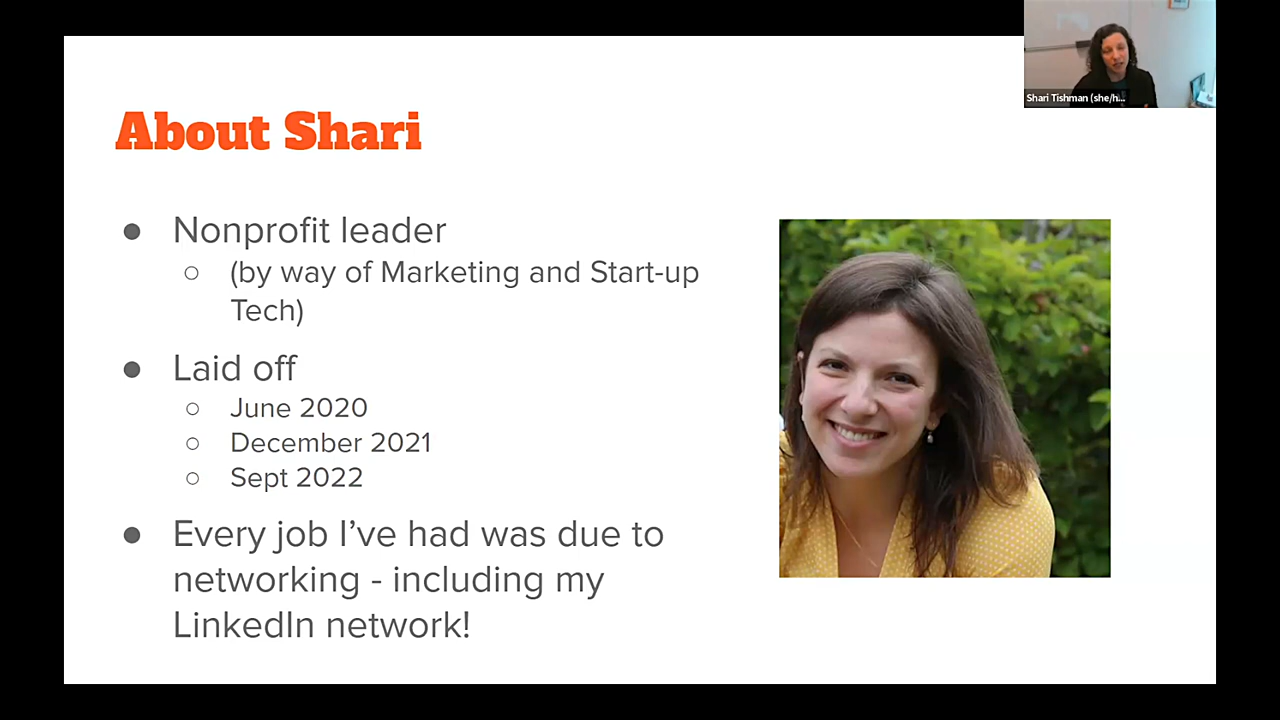 Shari Tishman (she/h...
About Shari
● Nonprofit leader
○ (by way of Marketing and Start-up
Tech)
● Laid off
○ June 2020
○ December 2021
○ Sept 2022
● Every job I've had was due to
networking - including my
LinkedIn network!